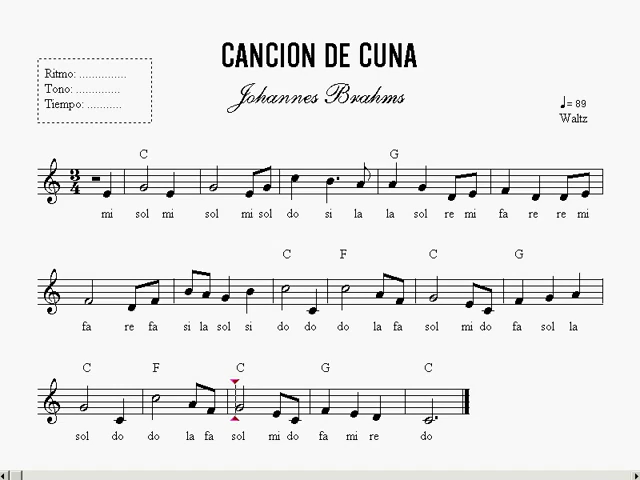 CANCION DE CUNA
Johannes Brahms
Ritmo: ...............
Tono: ..............
Tiempo: ...........
♩= 89
Waltz
C G
3
4
mi sol mi sol mi sol do si la la sol re mi fa re re mi
C F C G
fa re fa si la sol si do do do la fa sol mi do fa sol la
C F C G C
sol do do la fa sol mi do fa mi re do